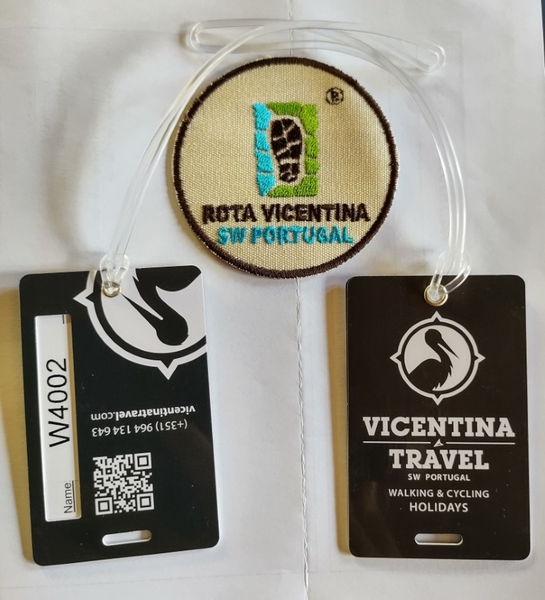 ®
ROTA VICENTINA
SW PORTUGAL
Name:
W4002
(+351) 964 134 643
vicentinatravel.com
VICENTINA
TRAVEL
SW PORTUGAL
WALKING & CYCLING
HOLIDAYS